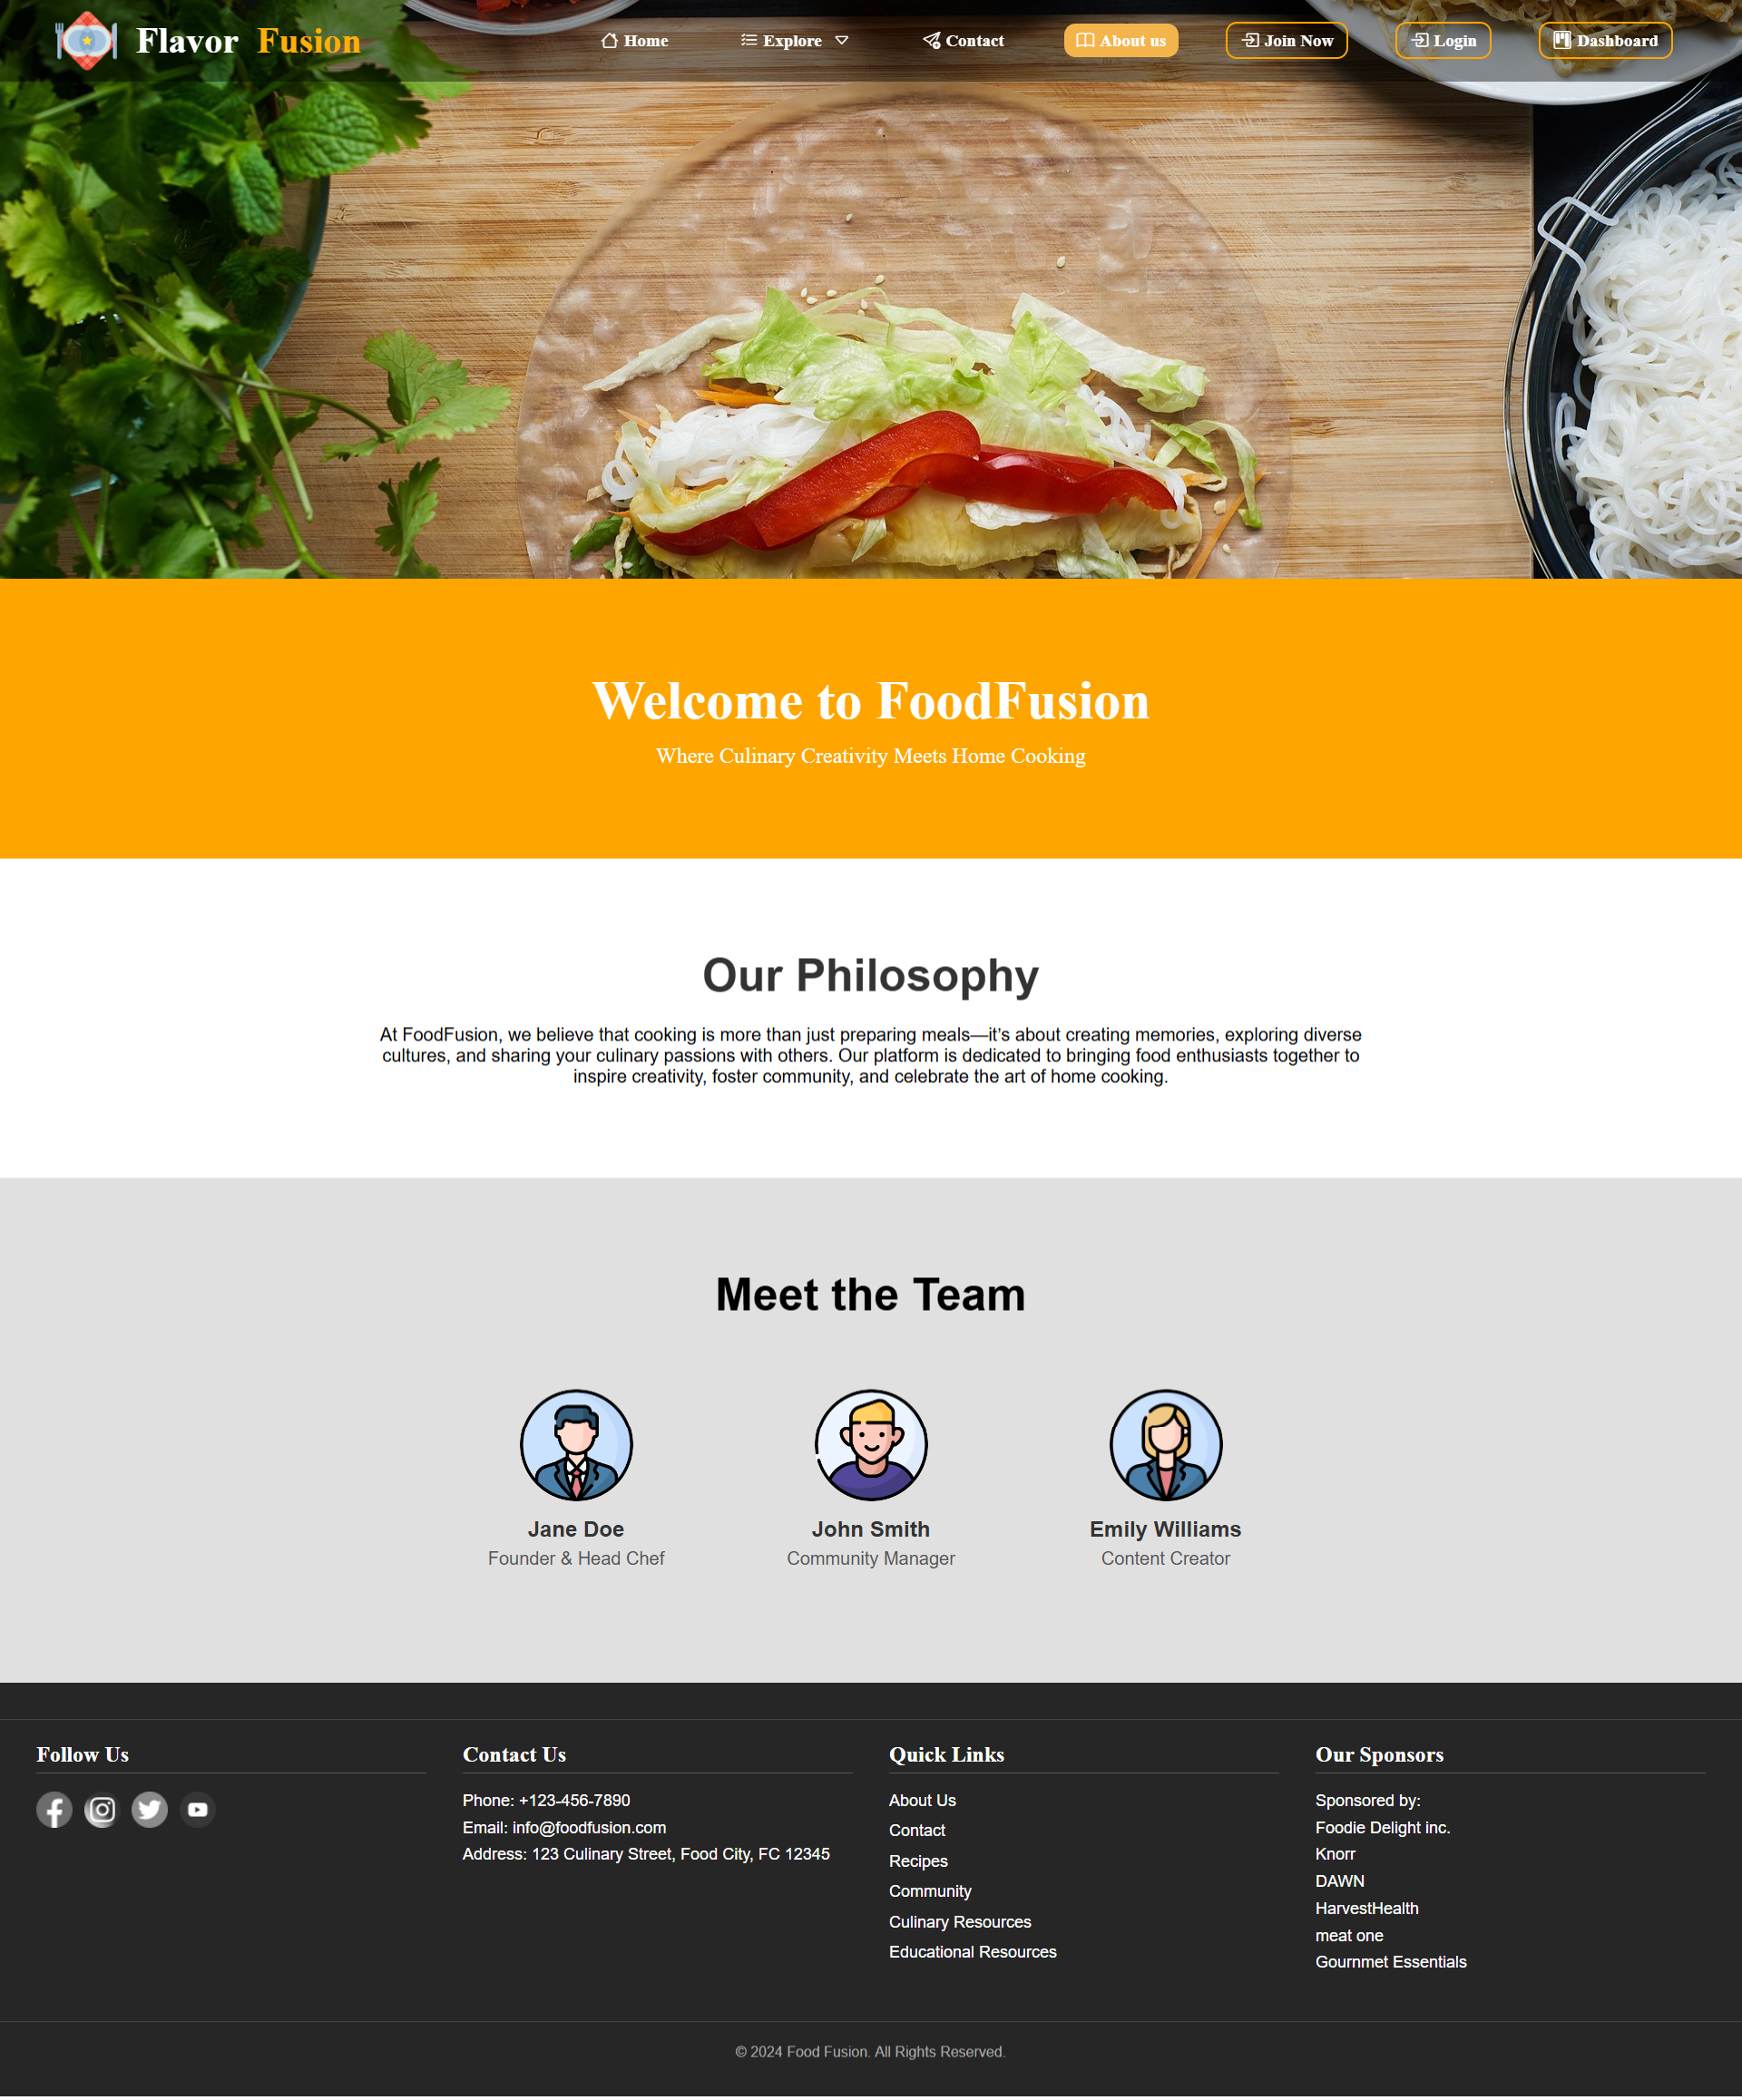 Flavor Fusion
Home Explore Contact About us Join Now Login Dashboard
Welcome to FoodFusion
Where Culinary Creativity Meets Home Cooking
Our Philosophy
At FoodFusion, we believe that cooking is more than just preparing meals—it’s about creating memories, exploring diverse
cultures, and sharing your culinary passions with others. Our platform is dedicated to bringing food enthusiasts together to
inspire creativity, foster community, and celebrate the art of home cooking.
Meet the Team
Jane Doe
Founder & Head Chef
John Smith
Community Manager
Emily Williams
Content Creator
Follow Us
Contact Us
Phone: +123-456-7890
Email: info@foodfusion.com
Address: 123 Culinary Street, Food City, FC 12345
Quick Links
About Us
Contact
Recipes
Community
Culinary Resources
Educational Resources
Our Sponsors
Sponsored by:
Foodie Delight inc.
Knorr
DAWN
HarvestHealth
meat one
Gournmet Essentials
© 2024 Food Fusion. All Rights Reserved.